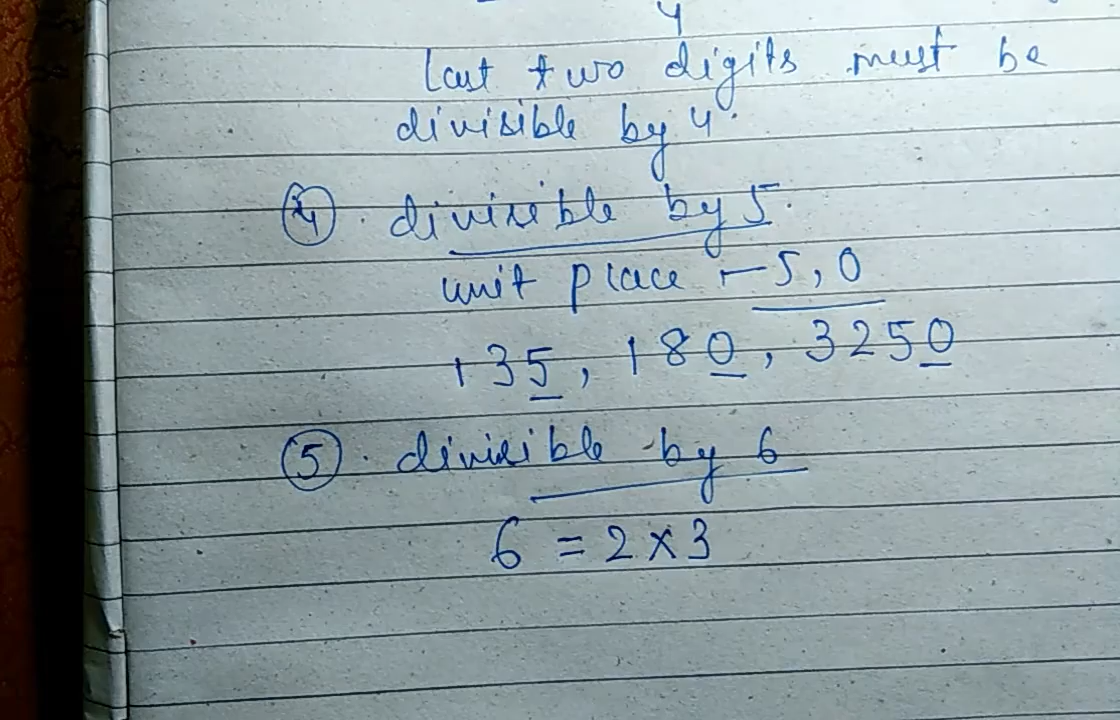 4
last two digits must be
divisible by 4.
④. divisible by 5.
unit place - 5, 0
135, 180, 3250
⑤. divisible by 6
6 = 2 × 3